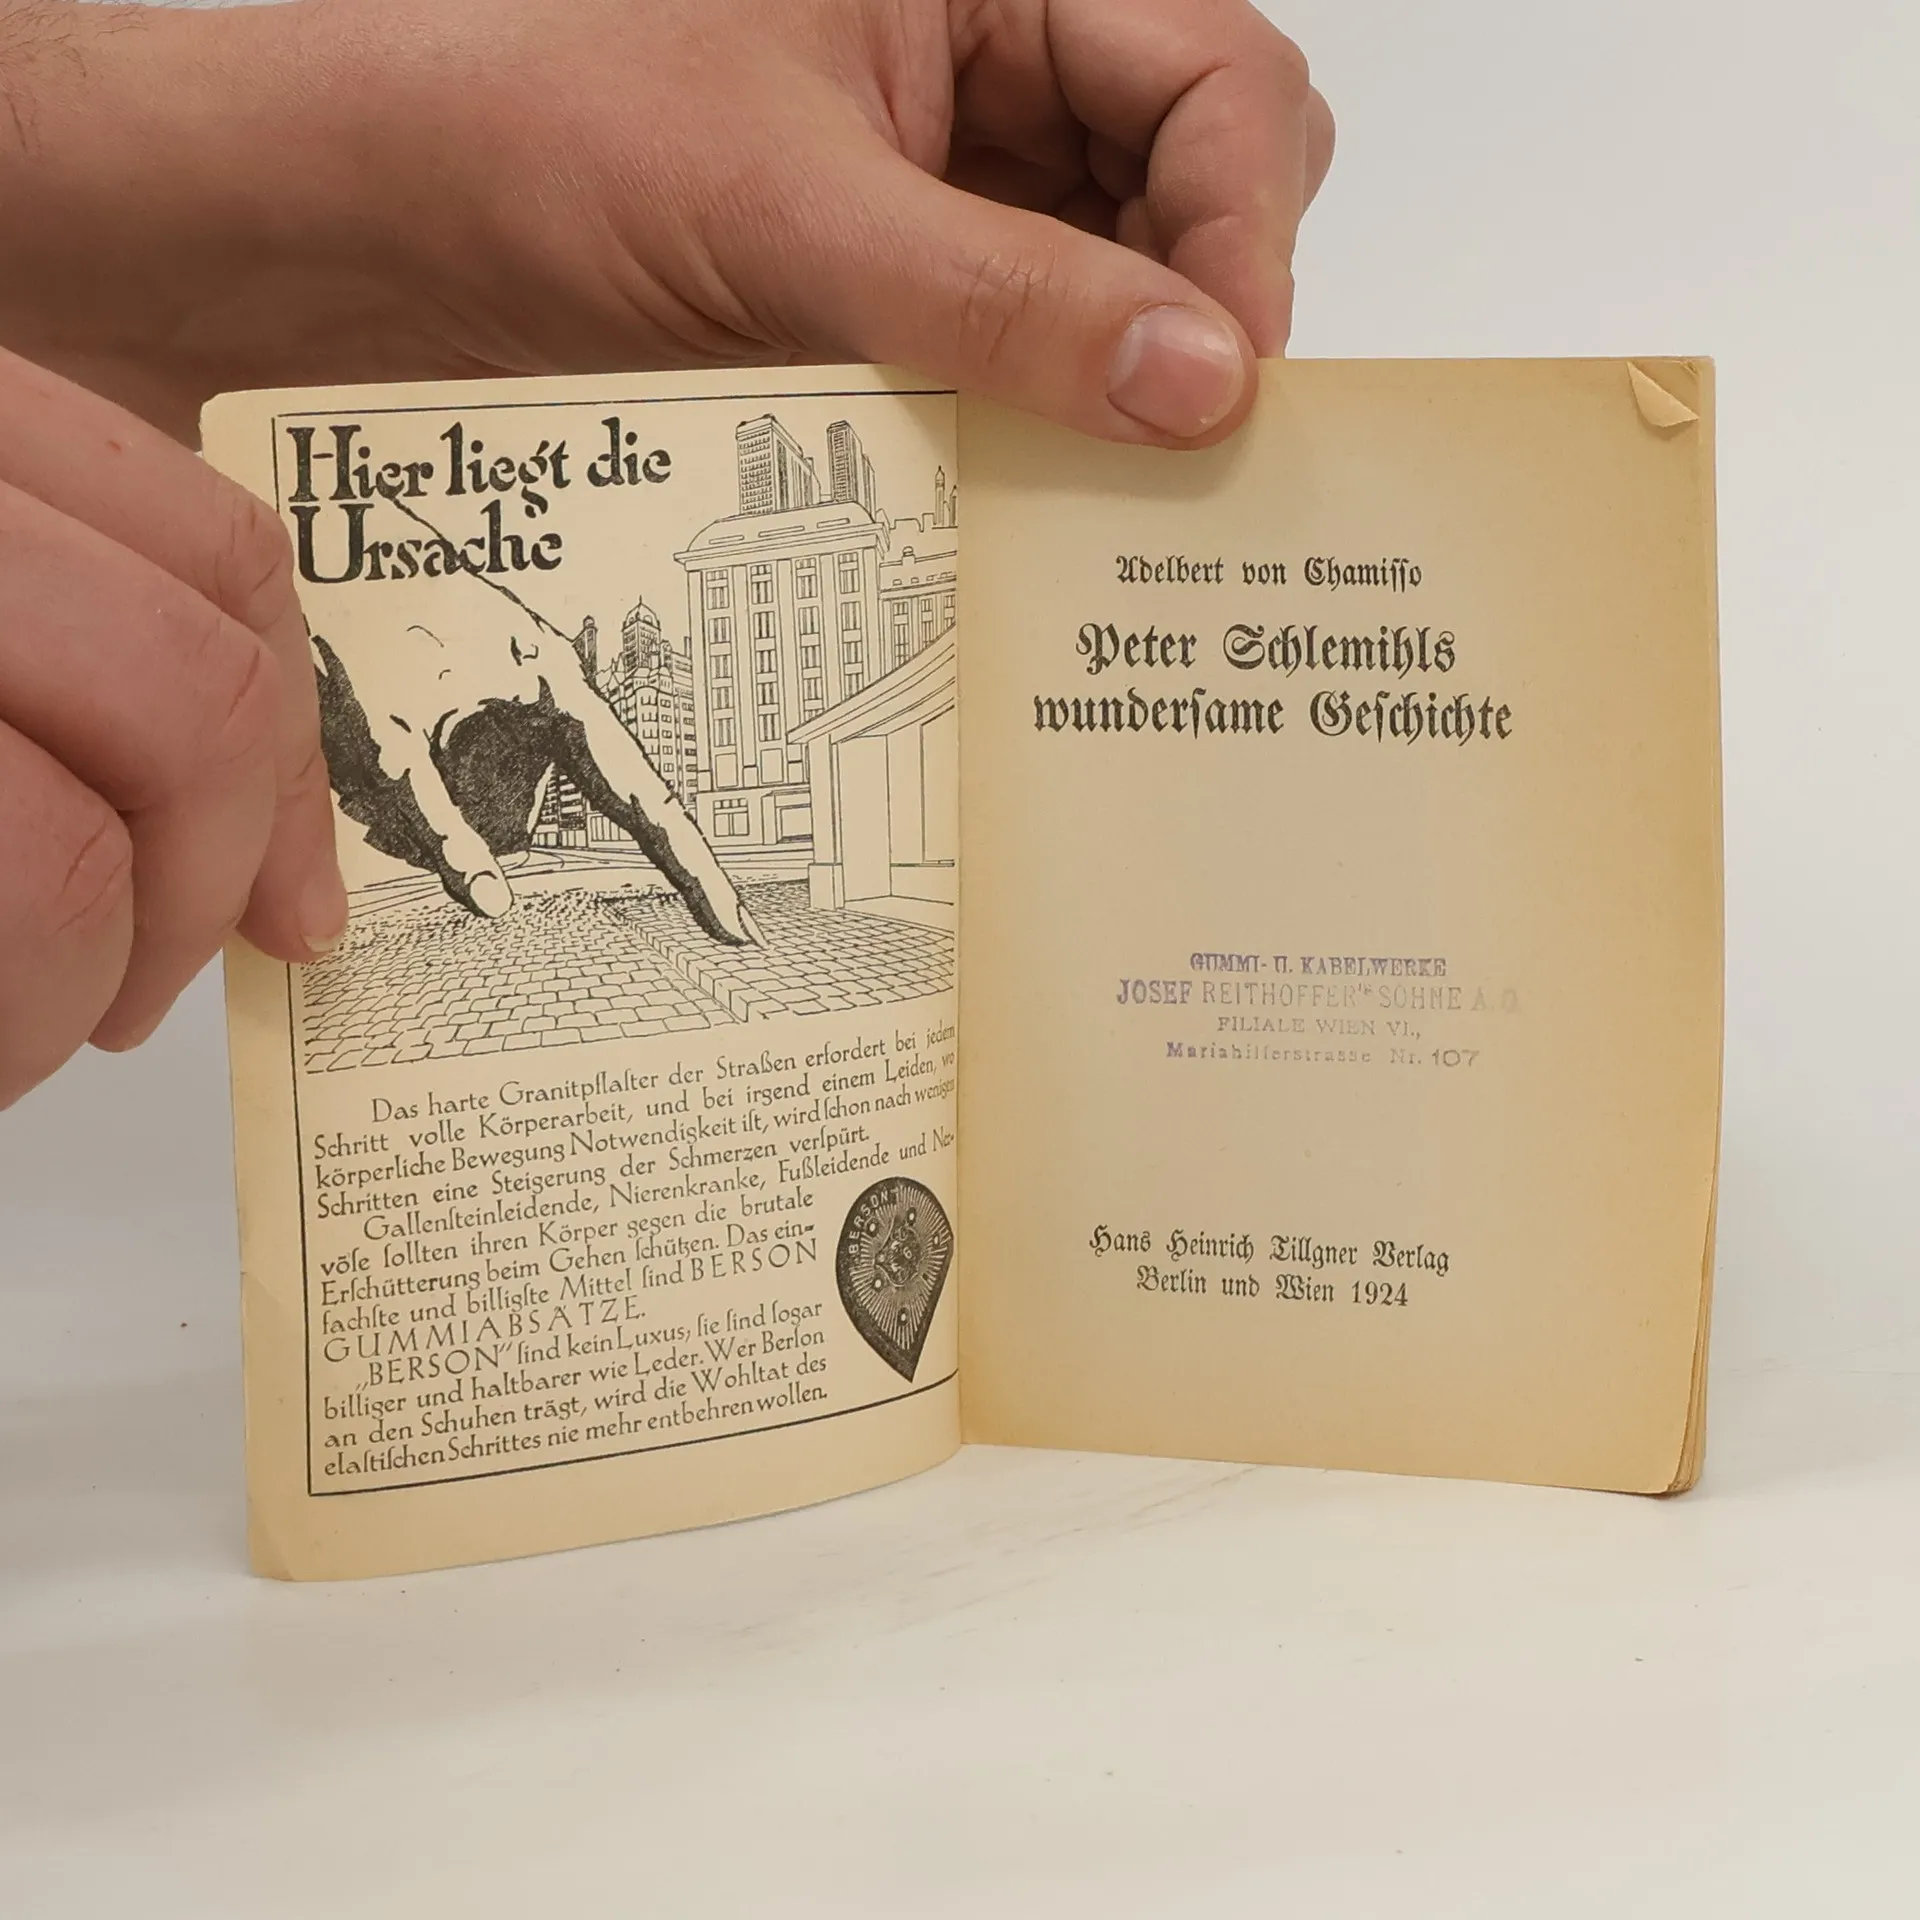 Hier liegt die
Ursache
Das harte Granitpflaſter der Straßen erfordert bei jedem
Schritt volle Körperarbeit, und bei irgend einem Leiden, wo
körperliche Bewegung Notwendigkeit iſt, wird ſchon nach wenigen
Schritten eine Steigerung der Schmerzen verſpürt.
Gallenſteinleidende, Nierenkranke, Fußleidende und Ner-
vöſe ſollten ihren Körper gegen die brutale
Erſchütterung beim Gehen ſchützen. Das ein-
fachſte und billigſte Mittel ſind BERSON
GUMMIABSÄTZE.
„BERSON“ ſind kein Luxus; ſie ſind ſogar
billiger und haltbarer wie Leder. Wer Berſon
an den Schuhen trägt, wird die Wohltat des
elaſtiſchen Schrittes nie mehr entbehren wollen.
BERSON
Adelbert von Chamiſſo
Peter Schlemihls
wunderſame Geſchichte
GUMMI- U. KABELWERKE
JOSEF REITHOFFER'S SÖHNE A. G.
FILIALE WIEN VI.,
Mariahilferstrasse Nr. 107
Hans Heinrich Tillgner Verlag
Berlin und Wien 1924